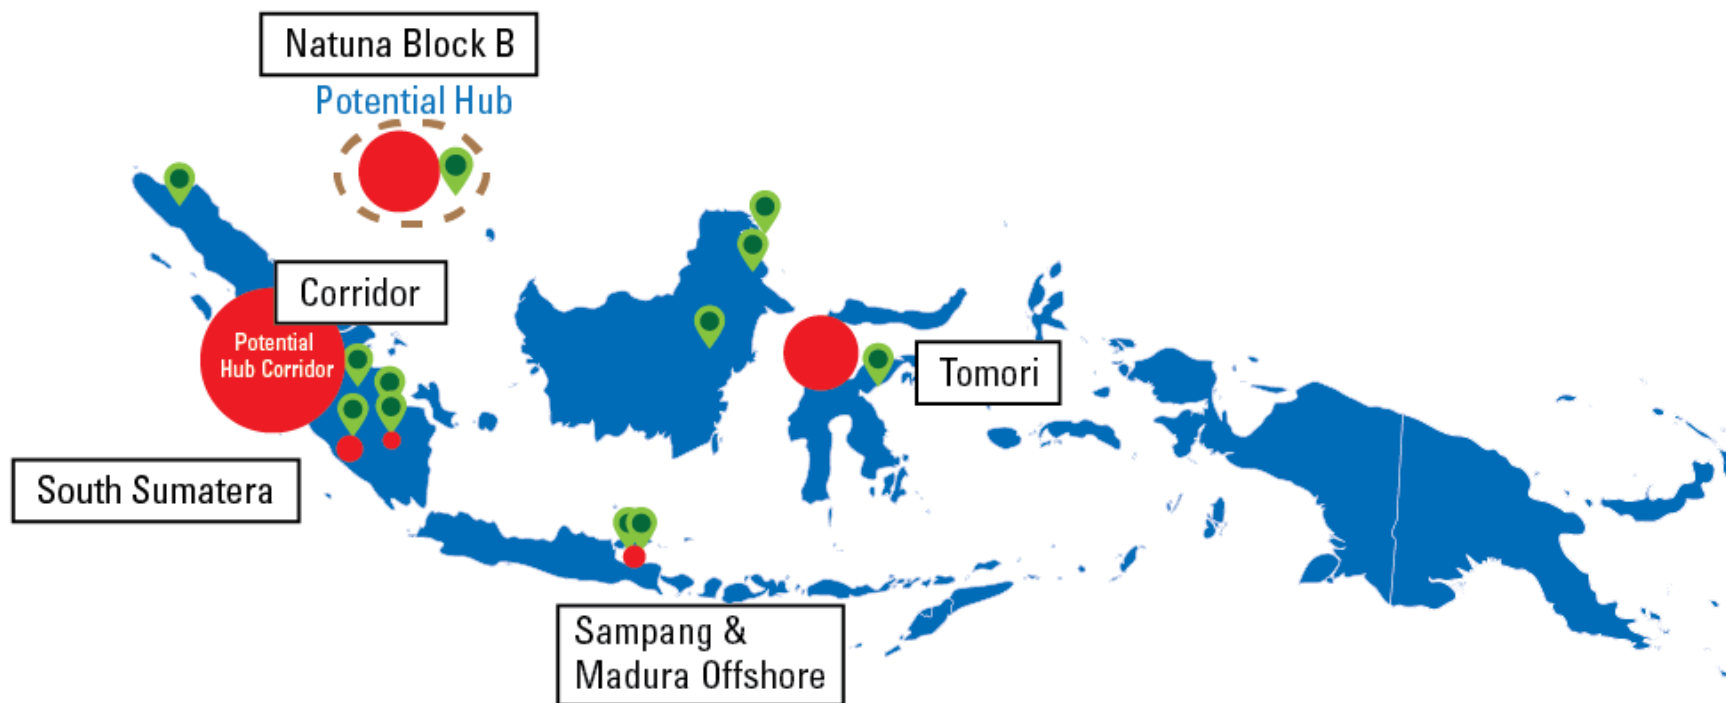 Natuna Block B
Potential Hub
Corridor
Potential
Hub Corridor
Tomori
South Sumatera
Sampang &
Madura Offshore